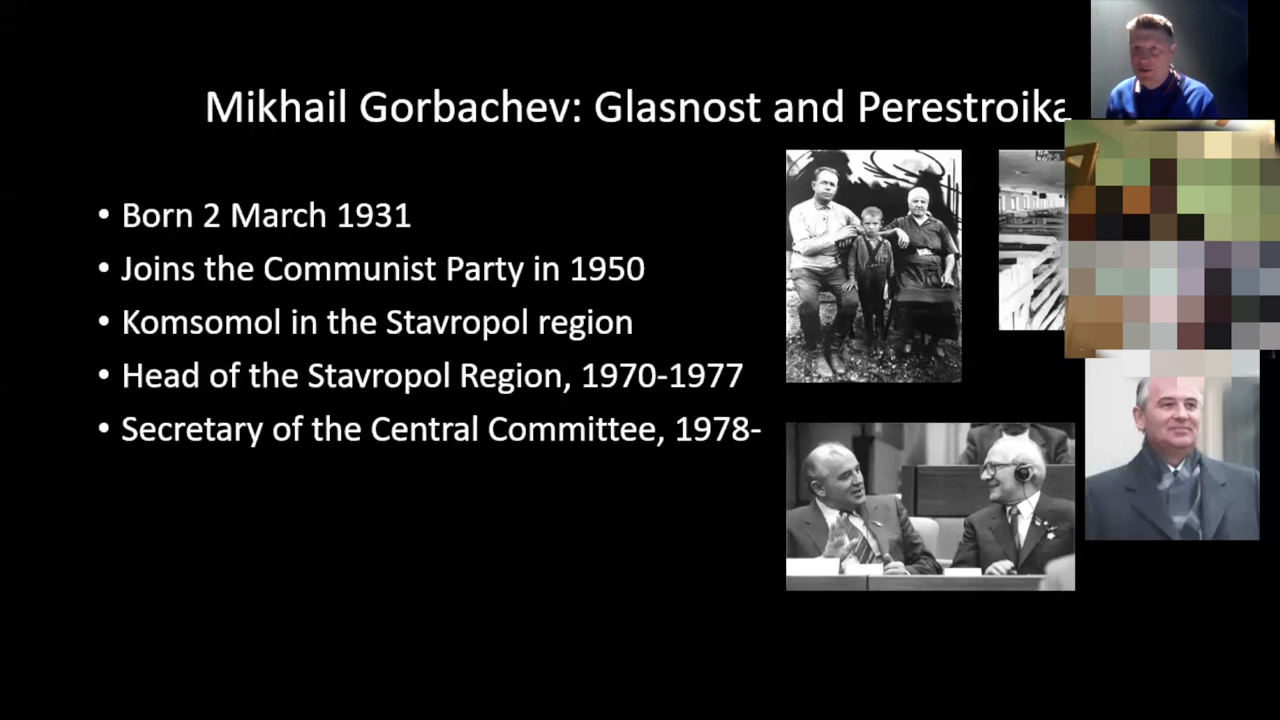 Mikhail Gorbachev: Glasnost and Perestroika
• Born 2 March 1931
• Joins the Communist Party in 1950
• Komsomol in the Stavropol region
• Head of the Stavropol Region, 1970-1977
• Secretary of the Central Committee, 1978-